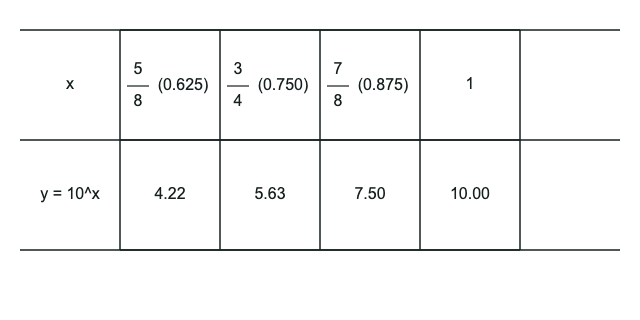 x 5/8 (0.625) 3/4 (0.750) 7/8 (0.875) 1
y = 10^x 4.22 5.63 7.50 10.00